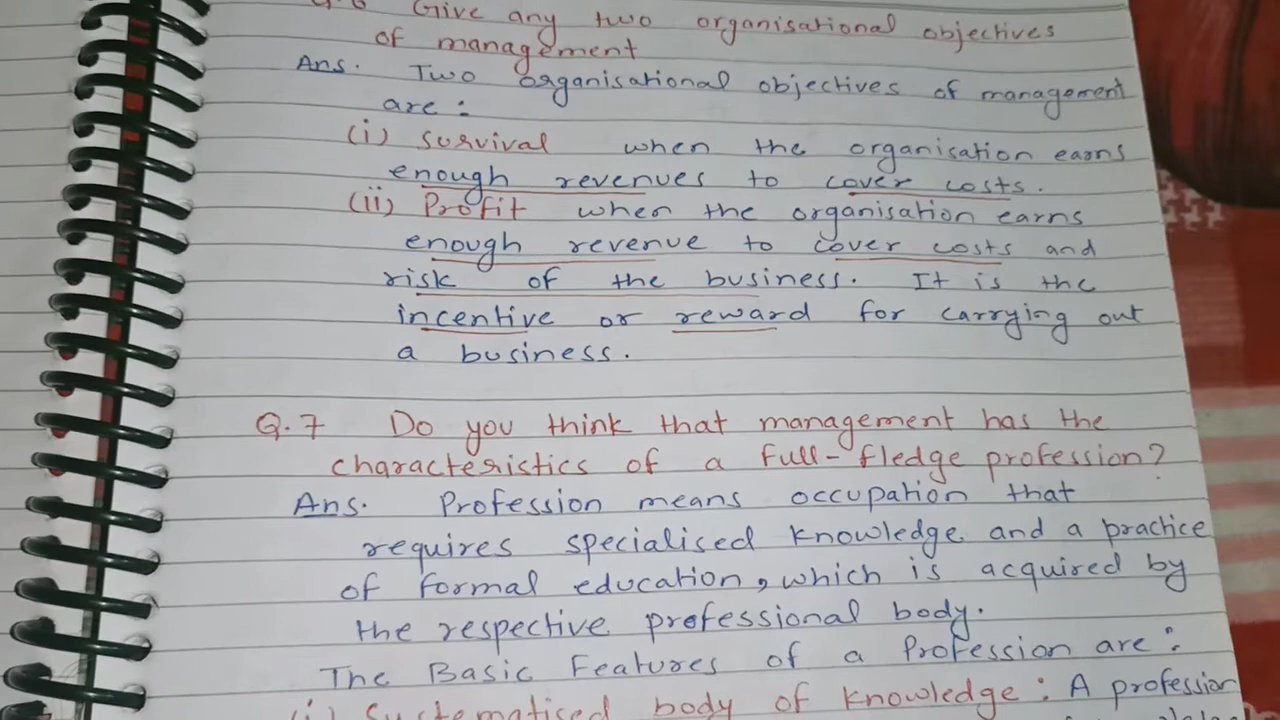 Q.6 Give any two organisational objectives
of management
Ans. Two organisational objectives of management
are :
(i) Survival when the organisation earns
enough revenues to cover costs.
(ii) Profit when the organisation earns
enough revenue to cover costs and
risk of the business. It is the
incentive or reward for carrying out
a business.
Q.7 Do you think that management has the
characteristics of a full-fledge profession?
Ans. Profession means occupation that
requires specialised knowledge and a practice
of formal education, which is acquired by
the respective professional body.
The Basic Features of a Profession are :
(i) Systematised body of knowledge : A profession